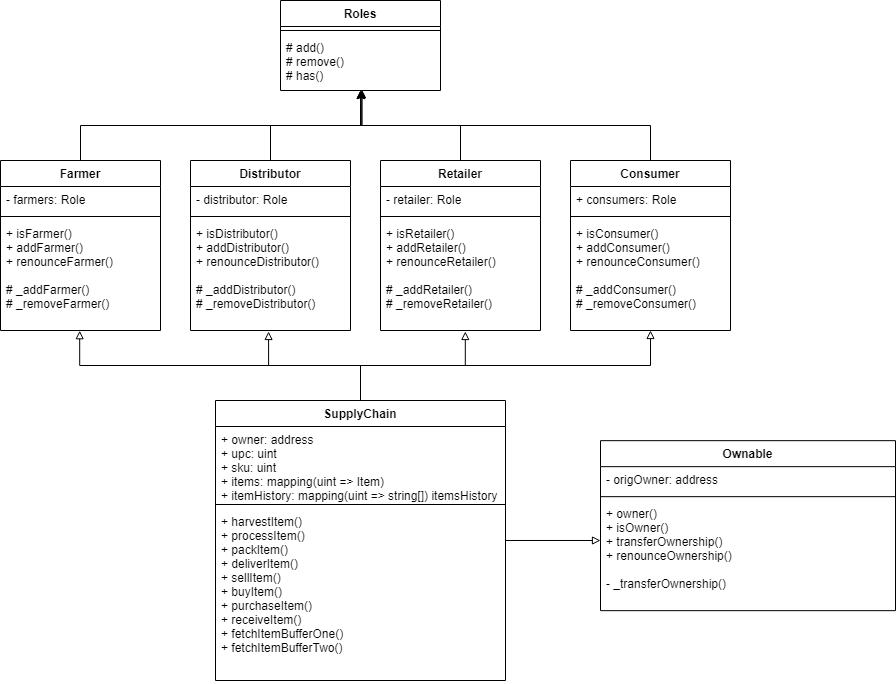 Roles
# add()
# remove()
# has()
Farmer
- farmers: Role
+ isFarmer()
+ addFarmer()
+ renounceFarmer()
# _addFarmer()
# _removeFarmer()
Distributor
- distributor: Role
+ isDistributor()
+ addDistributor()
+ renounceDistributor()
# _addDistributor()
# _removeDistributor()
Retailer
- retailer: Role
+ isRetailer()
+ addRetailer()
+ renounceRetailer()
# _addRetailer()
# _removeRetailer()
Consumer
+ consumers: Role
+ isConsumer()
+ addConsumer()
+ renounceConsumer()
# _addConsumer()
# _removeConsumer()
SupplyChain
+ owner: address
+ upc: uint
+ sku: uint
+ items: mapping(uint => Item)
+ itemHistory: mapping(uint => string[]) itemsHistory
+ harvestItem()
+ processItem()
+ packItem()
+ deliverItem()
+ sellItem()
+ buyItem()
+ purchaseItem()
+ receiveItem()
+ fetchItemBufferOne()
+ fetchItemBufferTwo()
Ownable
- origOwner: address
+ owner()
+ isOwner()
+ transferOwnership()
+ renounceOwnership()
- _transferOwnership()